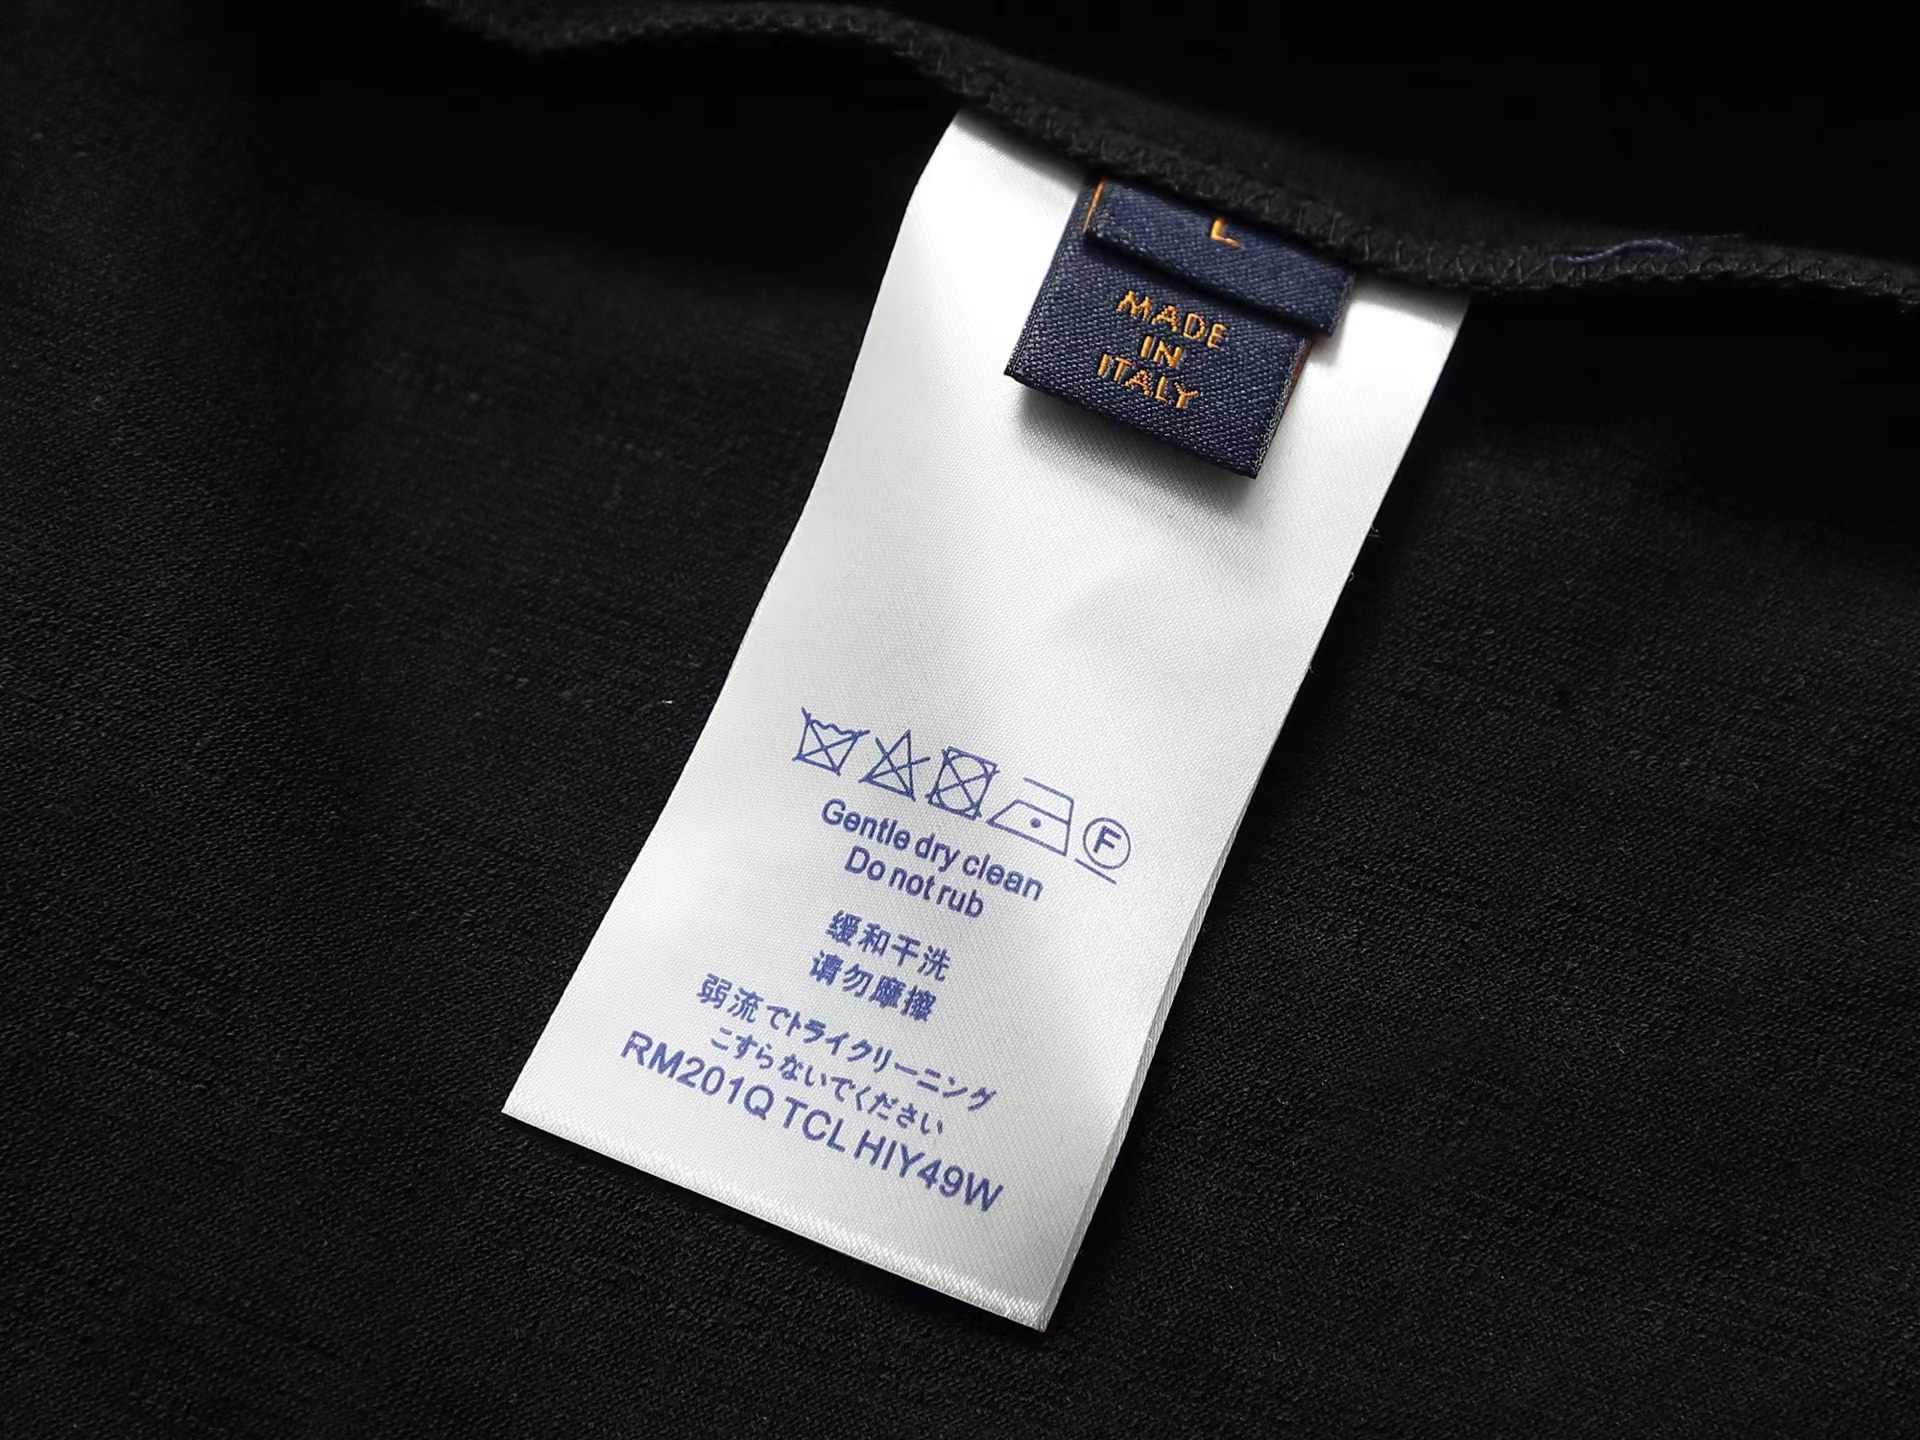 L
MADE
IN
ITALY
F
Gentle dry clean
Do not rub
缓和干洗
请勿摩擦
弱流でトライクリーニング
こすらないでください
RM201Q TCL HIY49W